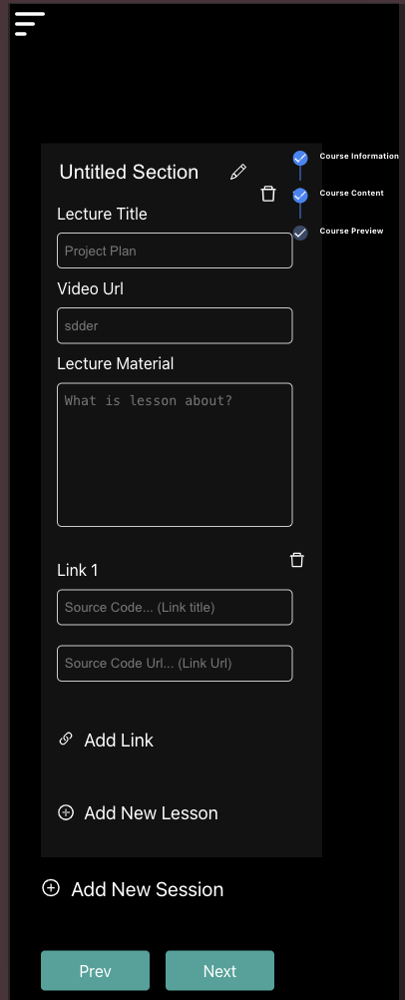 Course Information
Untitled Section
Course Content
Lecture Title
Course Preview
Project Plan
Video Url
sdder
Lecture Material
What is lesson about?
Link 1
Source Code... (Link title)
Source Code Url... (Link Url)
Add Link
Add New Lesson
Add New Session
Prev
Next